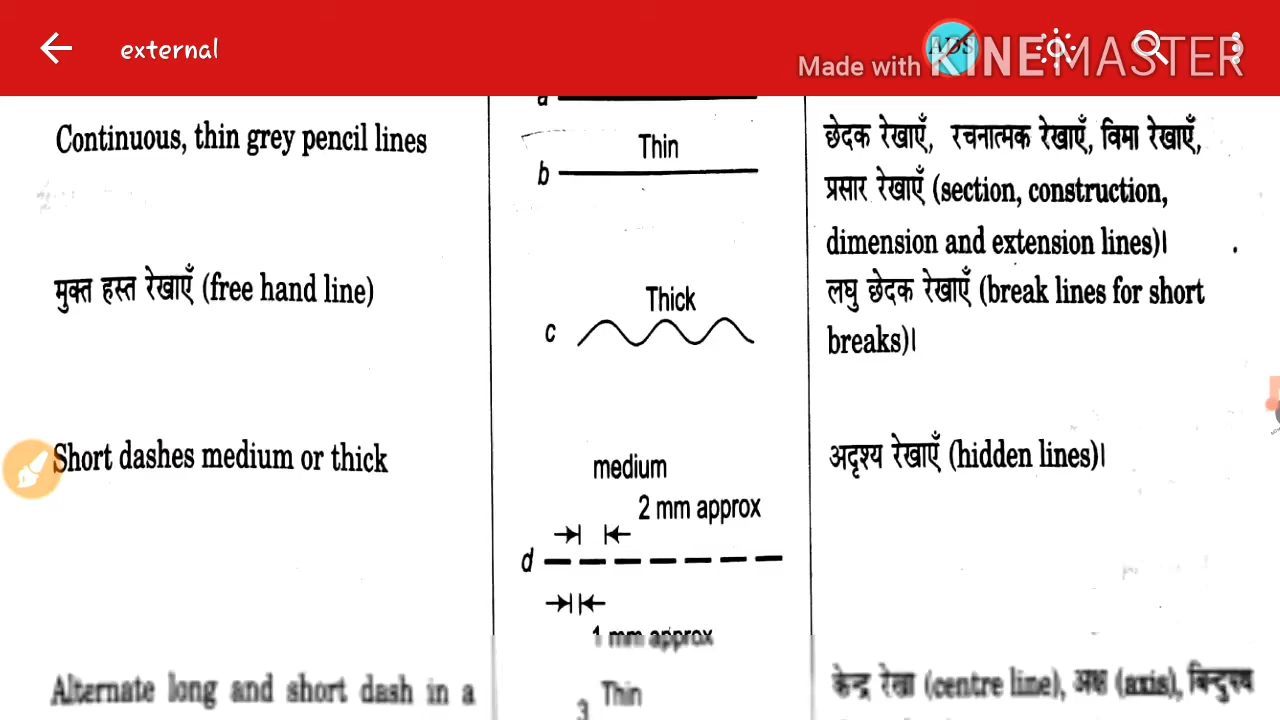 external
ADS
Made with KINEMASTER
a
Continuous, thin grey pencil lines
Thin
b
छेदक रेखाएँ, रचनात्मक रेखाएँ, विमा रेखाएँ,
प्रसार रेखाएँ (section, construction,
dimension and extension lines)।
मुक्त हस्त रेखाएँ (free hand line)
Thick
c
लघु छेदक रेखाएँ (break lines for short
breaks)।
Short dashes medium or thick
medium
2 mm approx
d
1 mm approx
अदृश्य रेखाएँ (hidden lines)।
Alternate long and short dash in a
Thin
3
केन्द्र रेखा (centre line), अक्ष (axis),